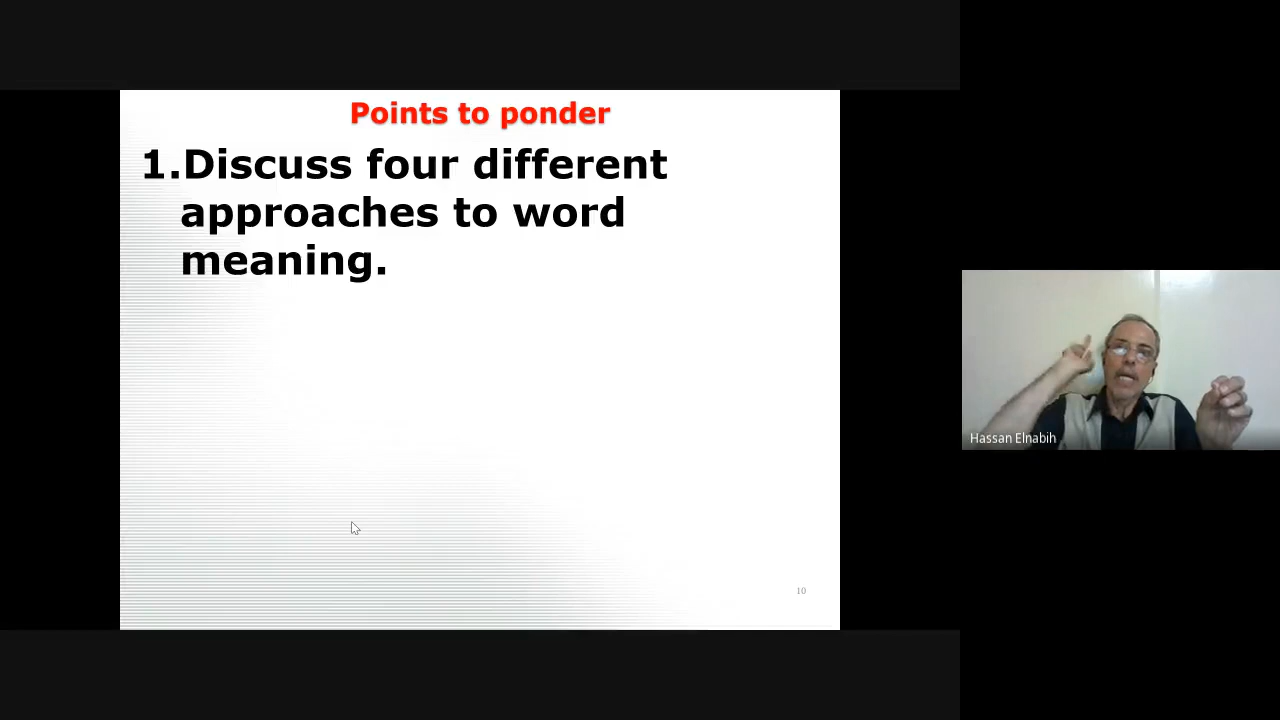 Points to ponder
1.Discuss four different
approaches to word
meaning.
10
Hassan Elnabih